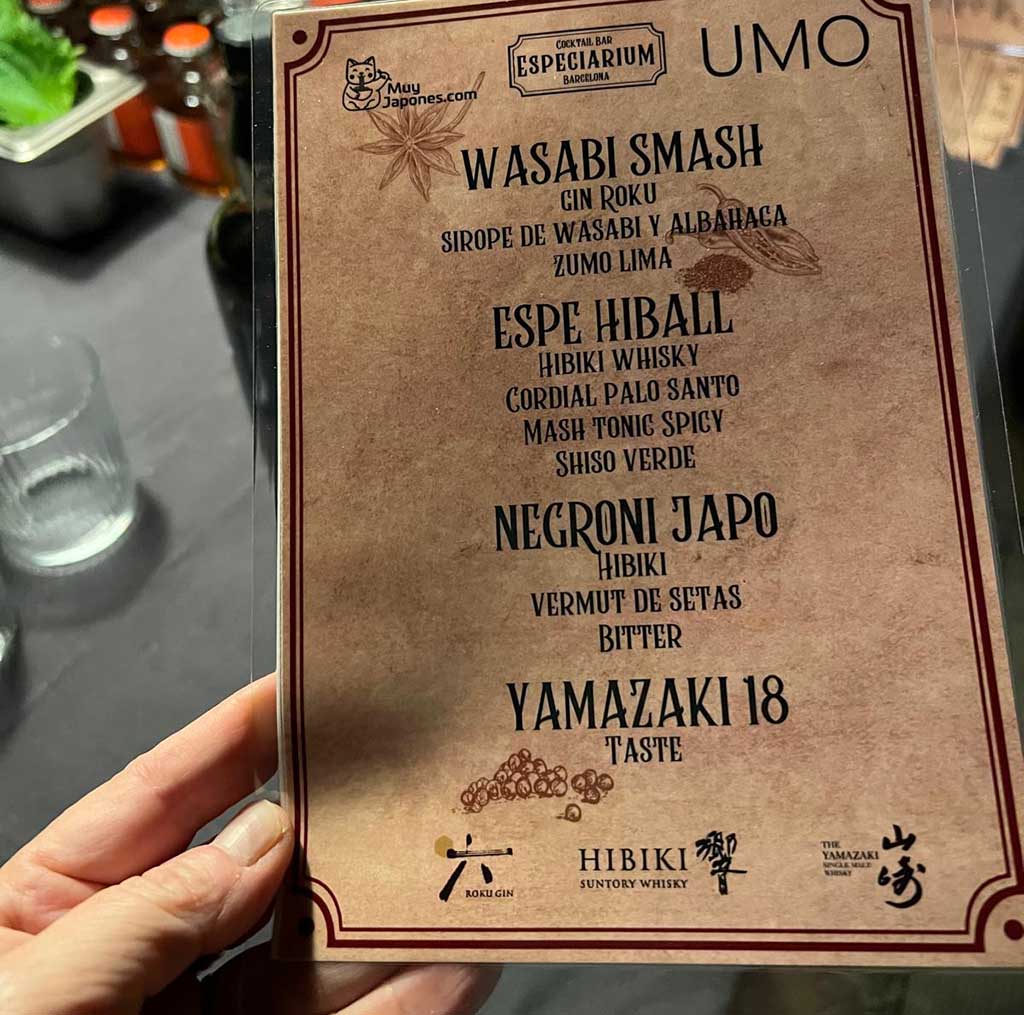 Muy
Japones.com
COCKTAIL BAR
ESPECIARIUM
BARCELONA
UMO
WASABI SMASH
GIN ROKU
SIROPE DE WASABI Y ALBAHACA
ZUMO LIMA
ESPE HIBALL
HIBIKI WHISKY
CORDIAL PALO SANTO
MASH TONIC SPICY
SHISO VERDE
NEGRONI JAPO
HIBIKI
VERMUT DE SETAS
BITTER
YAMAZAKI 18
TASTE
六
ROKU GIN
HIBIKI 響
SUNTORY WHISKY
THE
YAMAZAKI
SINGLE MALT
WHISKY
山崎